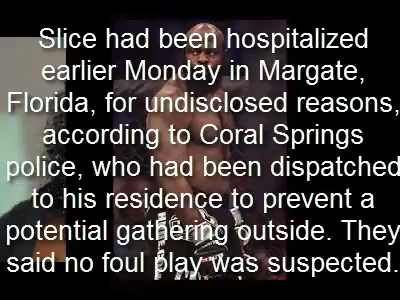 Slice had been hospitalized
earlier Monday in Margate,
Florida, for undisclosed reasons,
according to Coral Springs
police, who had been dispatched
to his residence to prevent a
potential gathering outside. They
said no foul play was suspected.